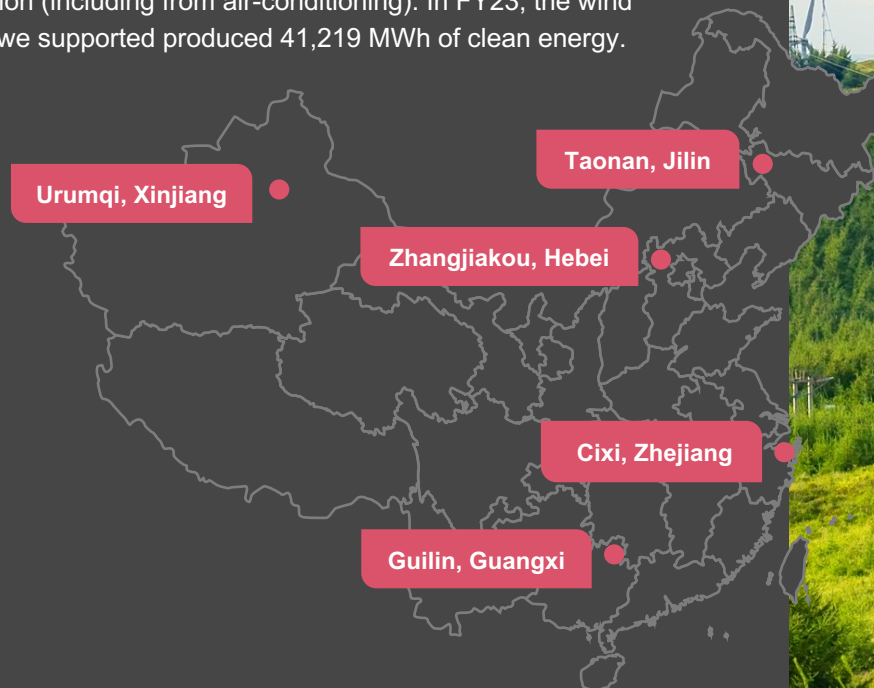 ion (including from air-conditioning). In FY23, the wind
we supported produced 41,219 MWh of clean energy.
Taonan, Jilin
Urumqi, Xinjiang
Zhangjiakou, Hebei
Cixi, Zhejiang
Guilin, Guangxi